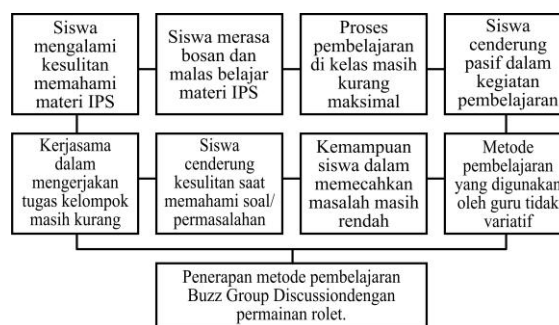 Siswa
mengalami
kesulitan
memahami
materi IPS
Siswa merasa
bosan dan
malas belajar
materi IPS
Proses
pembelajaran
di kelas masih
kurang
maksimal
Siswa
cenderung
pasif dalam
kegiatan
pembelajaran
Kerjasama
dalam
mengerjakan
tugas kelompok
masih kurang
Siswa
cenderung
kesulitan saat
memahami soal/
permasalahan
Kemampuan
siswa dalam
memecahkan
masalah masih
rendah
Metode
pembelajaran
yang digunakan
oleh guru tidak
variatif
Penerapan metode pembelajaran
Buzz Group Discussiondengan
permainan rolet.